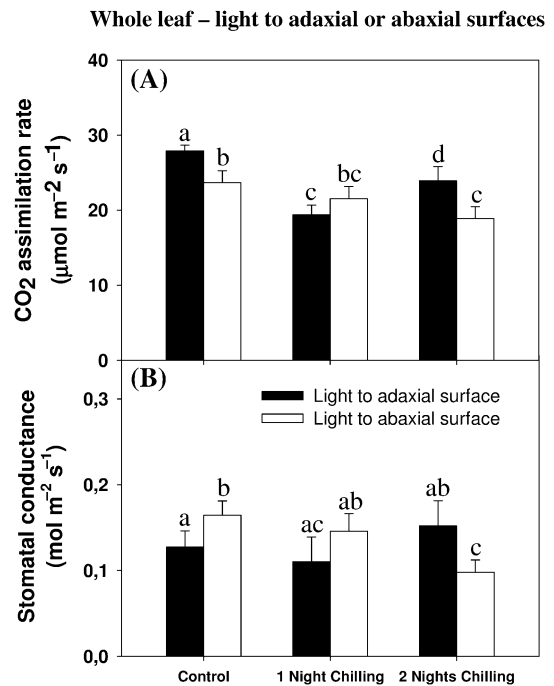 Whole leaf – light to adaxial or abaxial surfaces
(A)
CO2 assimilation rate
(μmol m–2 s–1)
40
30
20
10
0
a
b
c
bc
d
c
(B)
Light to adaxial surface
Light to abaxial surface
Stomatal conductance
(mol m–2 s–1)
0,3
0,2
0,1
0,0
a
b
ac
ab
ab
c
Control
1 Night Chilling
2 Nights Chilling